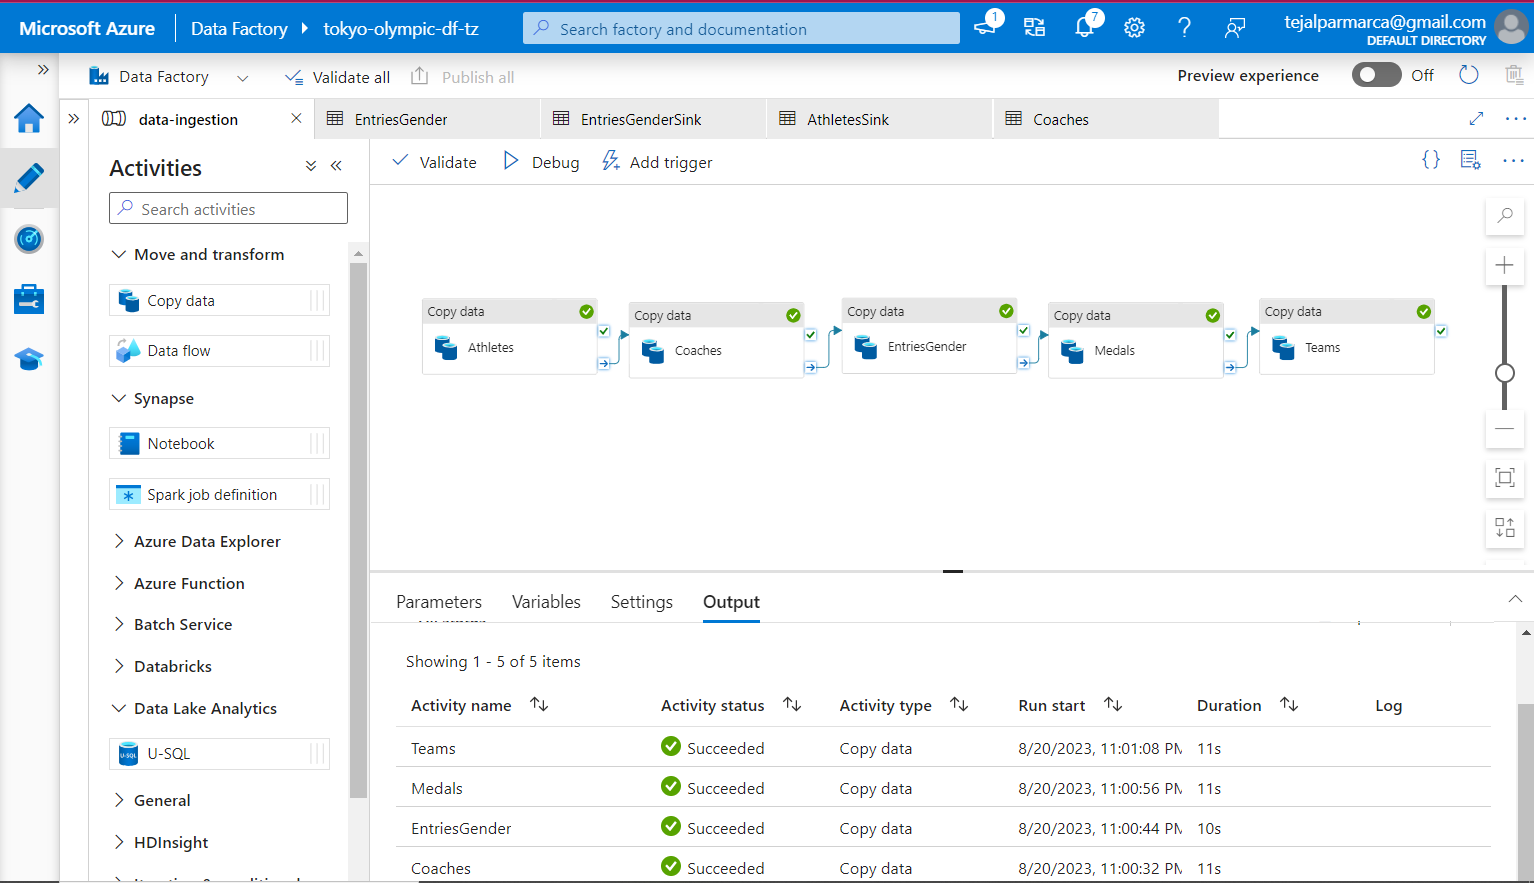 Microsoft Azure
Data Factory
tokyo-olympic-df-tz
Search factory and documentation
1
7
tejalparmarca@gmail.com
DEFAULT DIRECTORY
Data Factory
Validate all
Publish all
Preview experience
Off
data-ingestion
EntriesGender
EntriesGenderSink
AthletesSink
Coaches
Activities
Validate
Debug
Add trigger
Search activities
Move and transform
Copy data
Data flow
Synapse
Notebook
Spark job definition
Azure Data Explorer
Azure Function
Batch Service
Databricks
Data Lake Analytics
U-SQL
U-SQL
General
HDInsight
Copy data
Athletes
Copy data
Coaches
Copy data
EntriesGender
Copy data
Medals
Copy data
Teams
Parameters
Variables
Settings
Output
Showing 1 - 5 of 5 items
Activity name Activity status Activity type Run start Duration Log
Teams Succeeded Copy data 8/20/2023, 11:01:08 PM 11s
Medals Succeeded Copy data 8/20/2023, 11:00:56 PM 11s
EntriesGender Succeeded Copy data 8/20/2023, 11:00:44 PM 10s
Coaches Succeeded Copy data 8/20/2023, 11:00:32 PM 11s